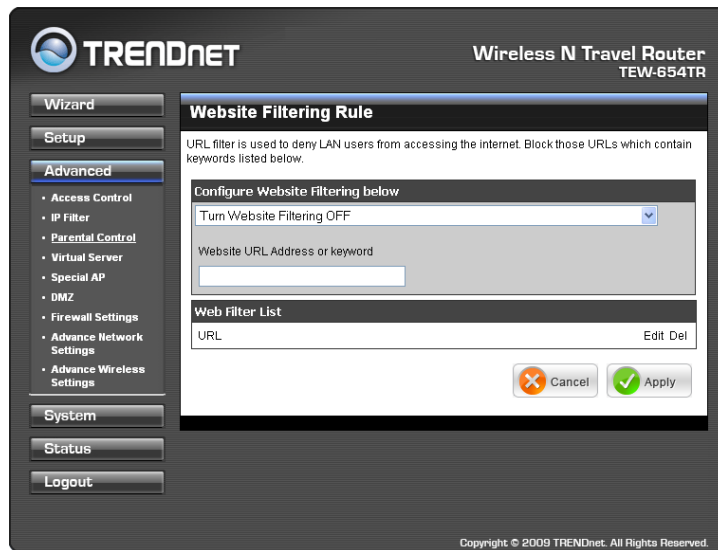 TRENDNET
Wireless N Travel Router
TEW-654TR
Wizard
Setup
Advanced
• Access Control
• IP Filter
• Parental Control
• Virtual Server
• Special AP
• DMZ
• Firewall Settings
• Advance Network
Settings
• Advance Wireless
Settings
System
Status
Logout
Website Filtering Rule
URL filter is used to deny LAN users from accessing the internet. Block those URLs which contain
keywords listed below.
Configure Website Filtering below
Turn Website Filtering OFF
Website URL Address or keyword
Web Filter List
URL Edit Del
Cancel Apply
Copyright © 2009 TRENDnet. All Rights Reserved.